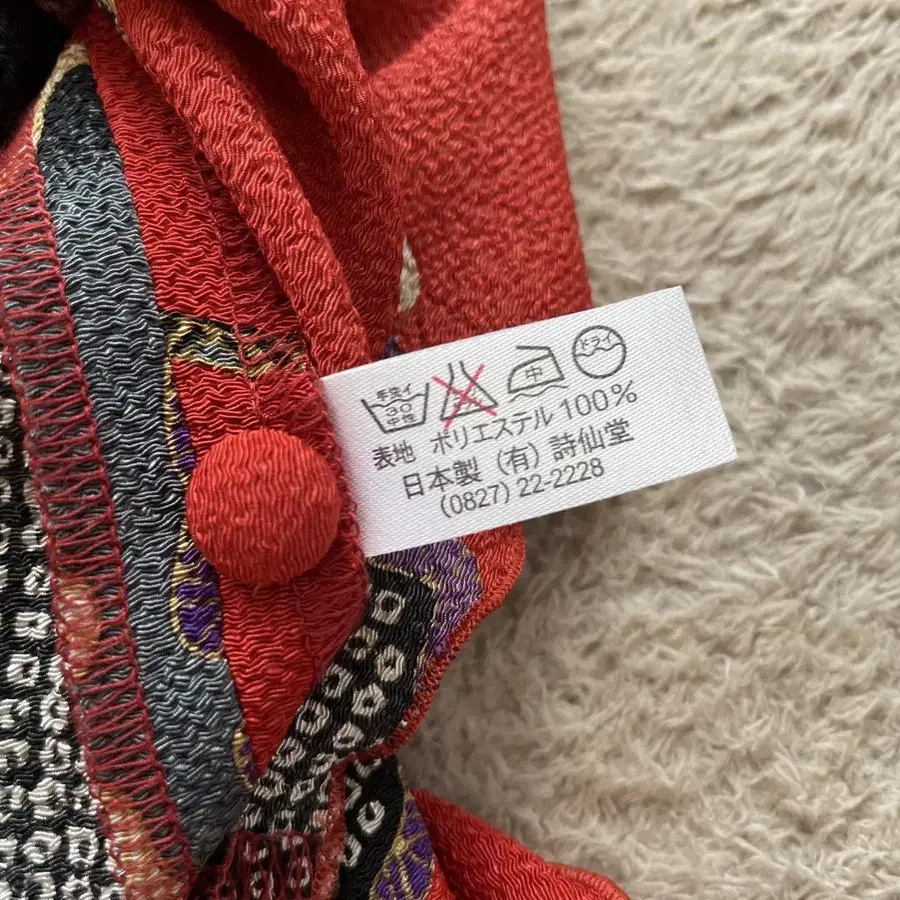 手洗イ 30 中性 中 ドライ
表地 ポリエステル 100%
日本製 (有) 詩仙堂
(0827) 22-2228